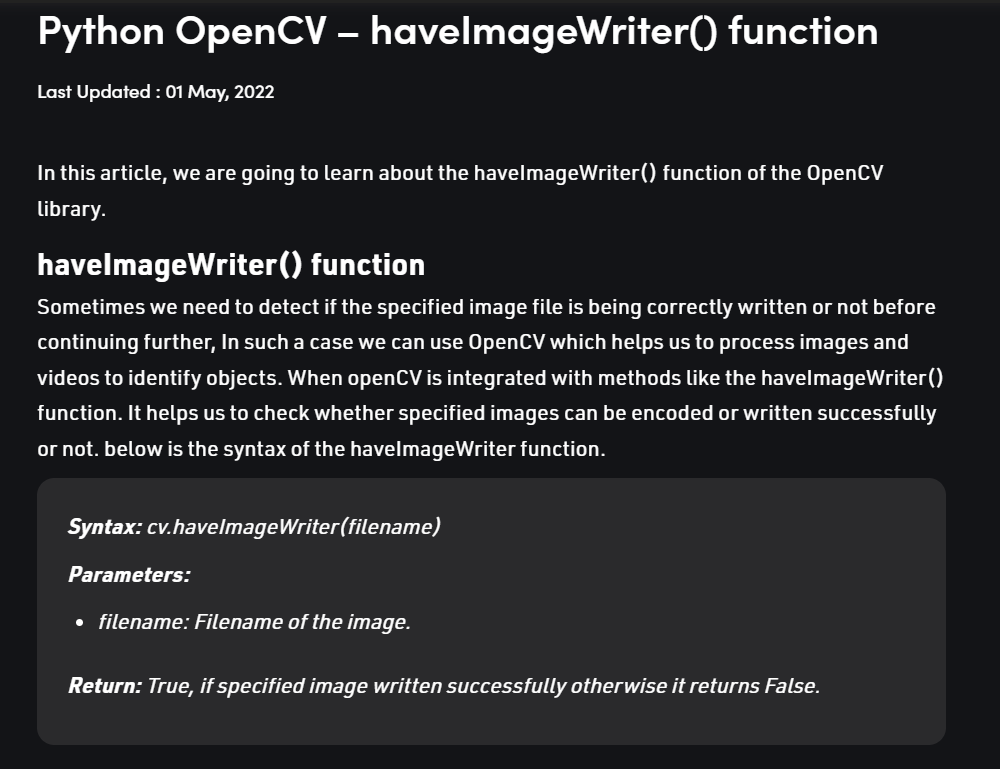 Python OpenCV – haveImageWriter() function
Last Updated : 01 May, 2022
In this article, we are going to learn about the haveImageWriter() function of the OpenCV
library.
haveImageWriter() function
Sometimes we need to detect if the specified image file is being correctly written or not before
continuing further, In such a case we can use OpenCV which helps us to process images and
videos to identify objects. When openCV is integrated with methods like the haveImageWriter()
function. It helps us to check whether specified images can be encoded or written successfully
or not. below is the syntax of the haveImageWriter function.
Syntax: cv.haveImageWriter(filename)
Parameters:
• filename: Filename of the image.
Return: True, if specified image written successfully otherwise it returns False.